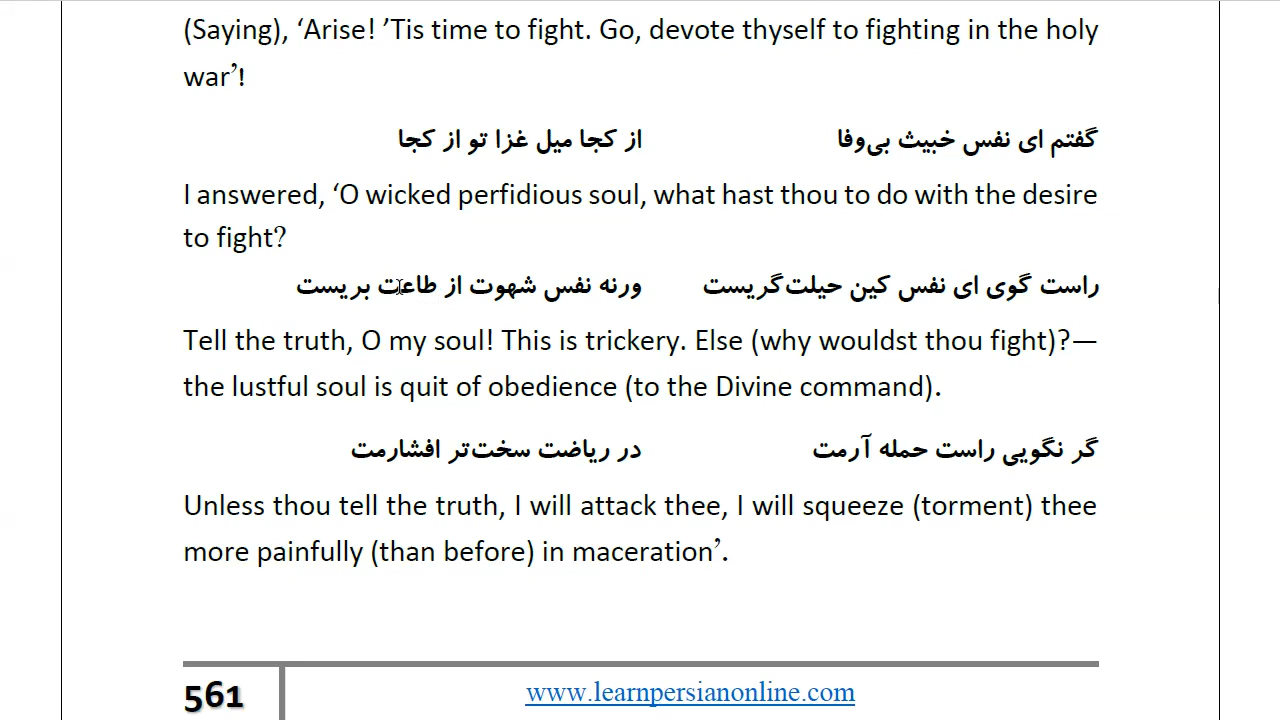 (Saying), ‘Arise! ’Tis time to fight. Go, devote thyself to fighting in the holy
war’!
گفتم ای نفس خبیث بی‌وفا از کجا میل غزا تو از کجا
I answered, ‘O wicked perfidious soul, what hast thou to do with the desire
to fight?
راست گوی ای نفس کین حیلت‌گریست ورنه نفس شهوت از طاعت بریست
Tell the truth, O my soul! This is trickery. Else (why wouldst thou fight)?—
the lustful soul is quit of obedience (to the Divine command).
گر نگویی راست حمله آرمت در ریاضت سخت‌تر افشارمت
Unless thou tell the truth, I will attack thee, I will squeeze (torment) thee
more painfully (than before) in maceration’.
561 www.learnpersianonline.com